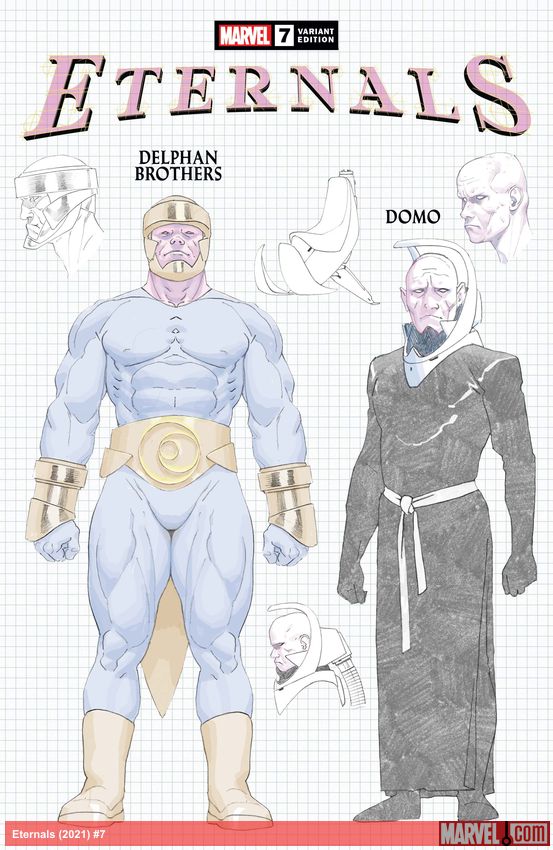 MARVEL 7 VARIANT EDITION
ETERNALS
DELPHAN
BROTHERS
DOMO
Eternals (2021) #7
MARVEL.com